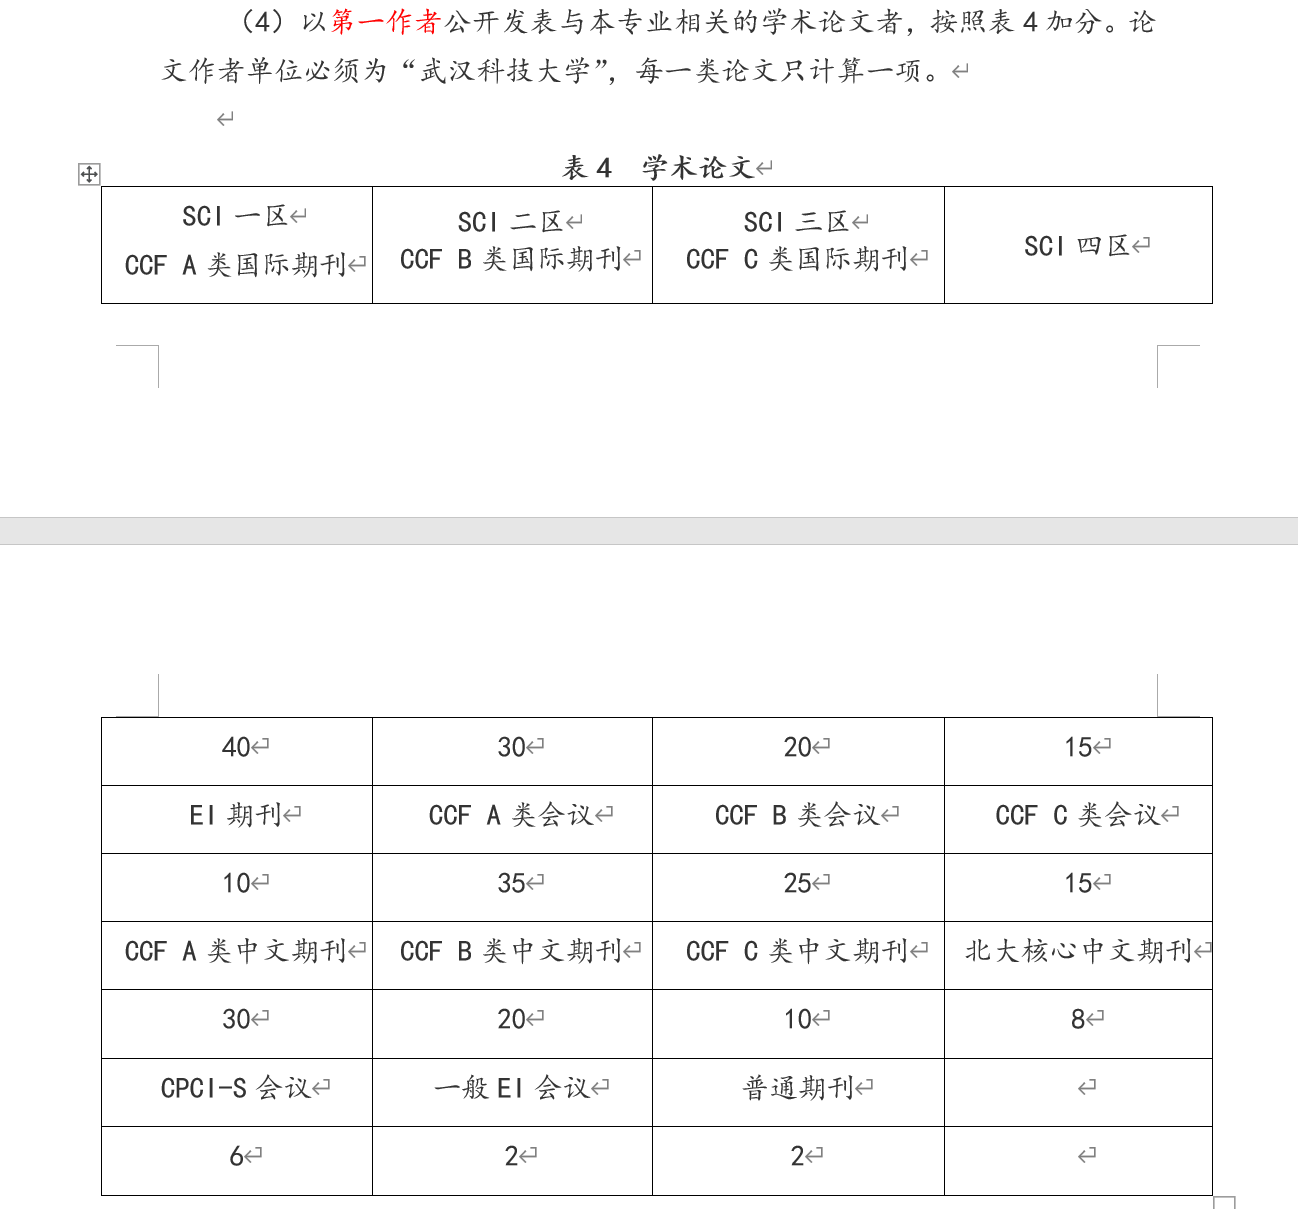 （4）以第一作者公开发表与本专业相关的学术论文者，按照表 4 加分。论
文作者单位必须为“武汉科技大学”，每一类论文只计算一项。
表 4 学术论文
SCI 一区 SCI 二区 SCI 三区 SCI 四区
CCF A 类国际期刊 CCF B 类国际期刊 CCF C 类国际期刊
40 30 20 15
EI 期刊 CCF A 类会议 CCF B 类会议 CCF C 类会议
10 35 25 15
CCF A 类中文期刊 CCF B 类中文期刊 CCF C 类中文期刊 北大核心中文期刊
30 20 10 8
CPCI-S 会议 一般 EI 会议 普通期刊
6 2 2